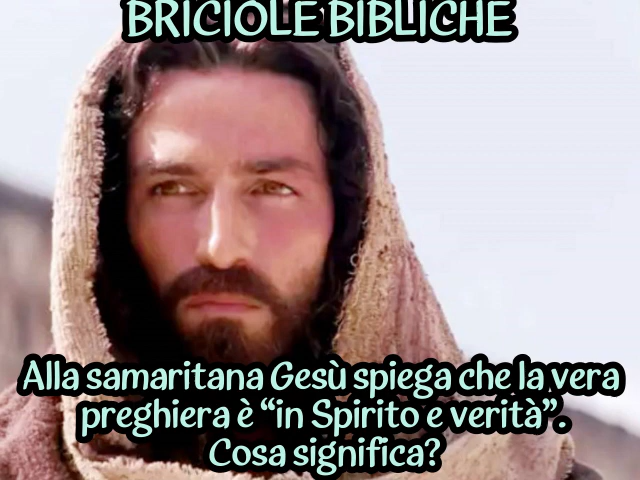 BRICIOLE BIBLICHE
Alla samaritana Gesù spiega che la vera
preghiera è “in Spirito e verità”.
Cosa significa?